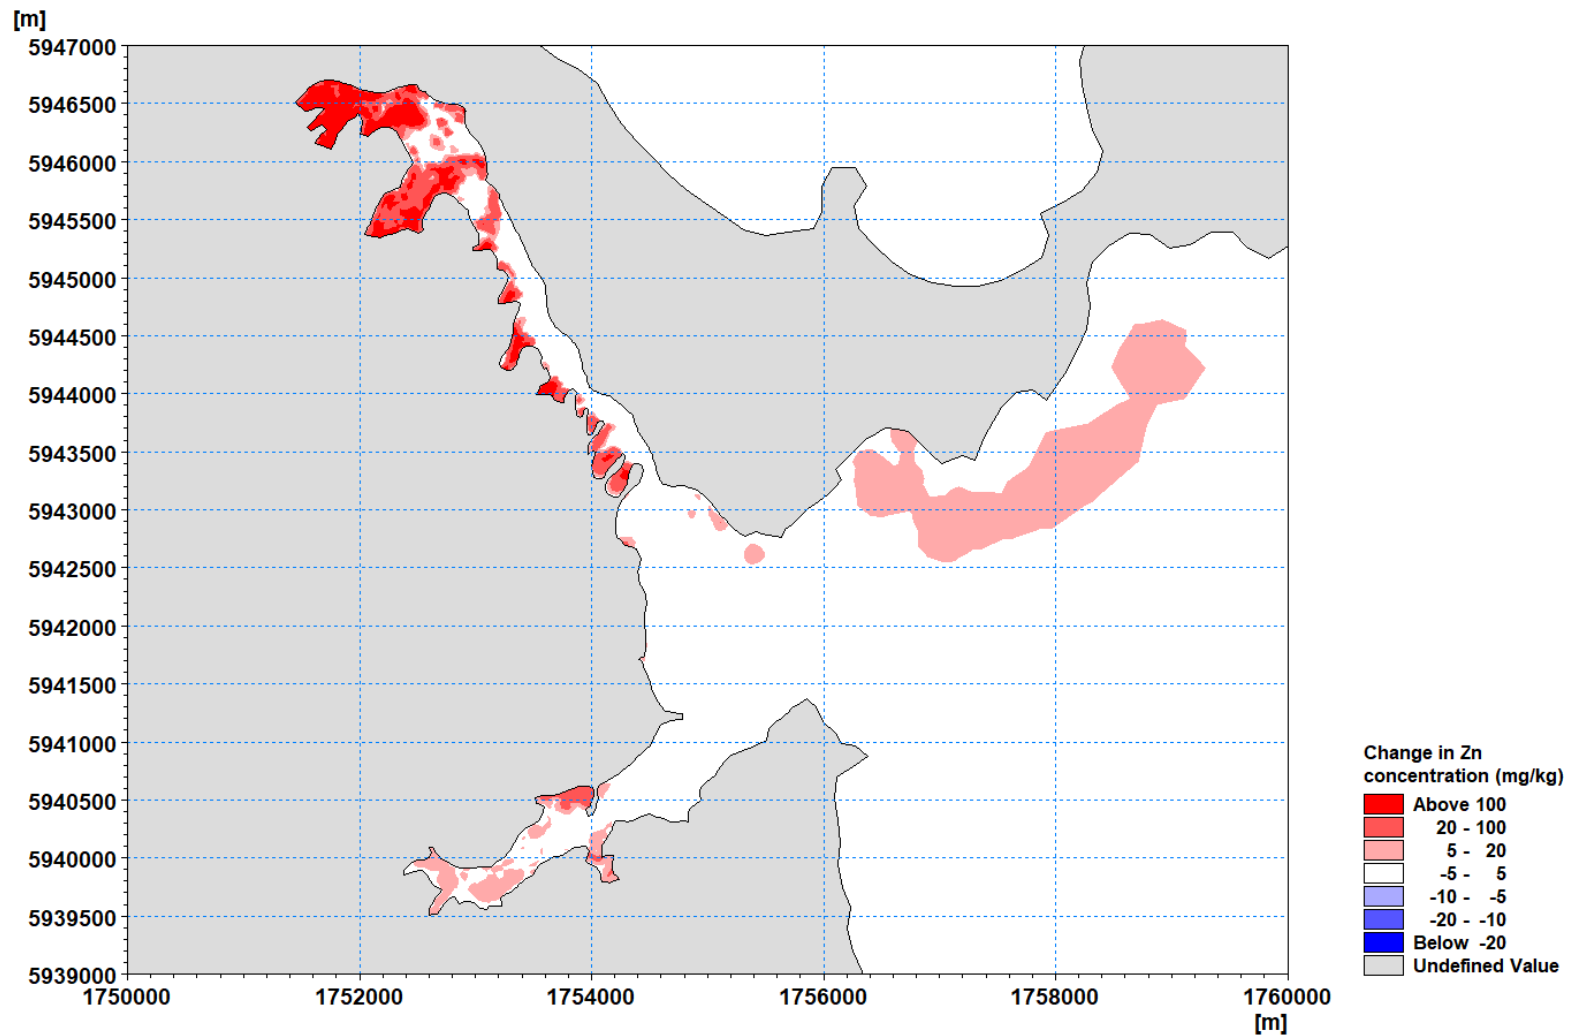 [m]
5947000
5946500
5946000
5945500
5945000
5944500
5944000
5943500
5943000
5942500
5942000
5941500
5941000
5940500
5940000
5939500
5939000
1750000 1752000 1754000 1756000 1758000 1760000
[m]
Change in Zn
concentration (mg/kg)
Above 100
20 - 100
5 - 20
-5 - 5
-10 - -5
-20 - -10
Below -20
Undefined Value